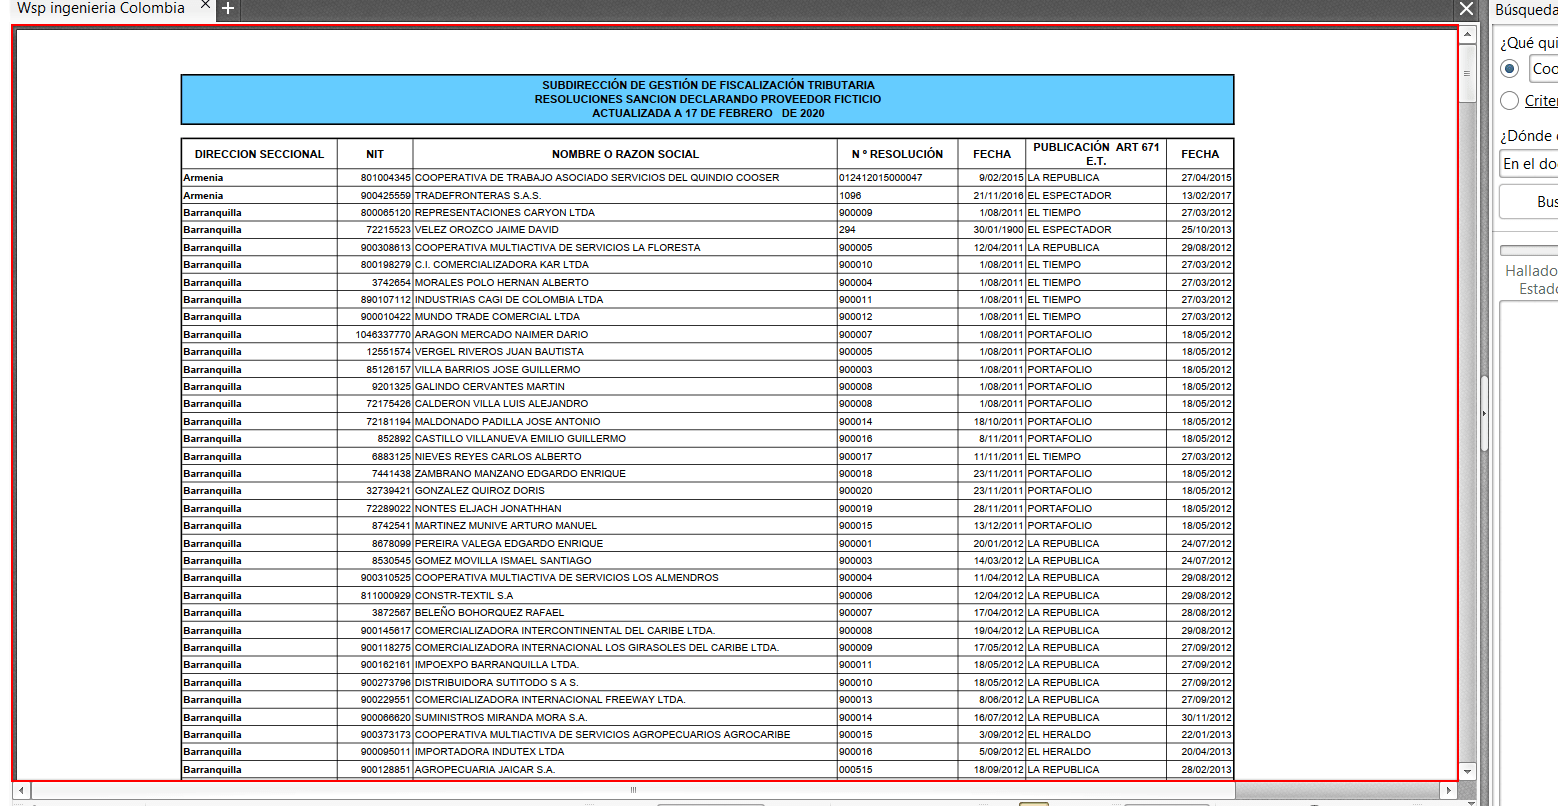 Wsp ingenieria Colombia
Búsqueda
¿Qué qui
Coo
Criter
¿Dónde
En el do
Bus
Hallado
Estado
SUBDIRECCIÓN DE GESTIÓN DE FISCALIZACIÓN TRIBUTARIA
RESOLUCIONES SANCION DECLARANDO PROVEEDOR FICTICIO
ACTUALIZADA A 17 DE FEBRERO DE 2020
DIRECCION SECCIONAL NIT NOMBRE O RAZON SOCIAL N º RESOLUCIÓN FECHA PUBLICACIÓN ART 671 E.T. FECHA
Armenia 801004345 COOPERATIVA DE TRABAJO ASOCIADO SERVICIOS DEL QUINDIO COOSER 012412015000047 9/02/2015 LA REPUBLICA 27/04/2015
Armenia 900425559 TRADEFRONTERAS S.A.S. 1096 21/11/2016 EL ESPECTADOR 13/02/2017
Barranquilla 800065120 REPRESENTACIONES CARYON LTDA 900009 1/08/2011 EL TIEMPO 27/03/2012
Barranquilla 72215523 VELEZ OROZCO JAIME DAVID 294 30/01/1900 EL ESPECTADOR 25/10/2013
Barranquilla 900308613 COOPERATIVA MULTIACTIVA DE SERVICIOS LA FLORESTA 900005 12/04/2011 LA REPUBLICA 29/08/2012
Barranquilla 800198279 C.I. COMERCIALIZADORA KAR LTDA 900010 1/08/2011 EL TIEMPO 27/03/2012
Barranquilla 3742654 MORALES POLO HERNAN ALBERTO 900004 1/08/2011 EL TIEMPO 27/03/2012
Barranquilla 890107112 INDUSTRIAS CAGI DE COLOMBIA LTDA 900011 1/08/2011 EL TIEMPO 27/03/2012
Barranquilla 900010422 MUNDO TRADE COMERCIAL LTDA 900012 1/08/2011 EL TIEMPO 27/03/2012
Barranquilla 1046337770 ARAGON MERCADO NAIMER DARIO 900007 1/08/2011 PORTAFOLIO 18/05/2012
Barranquilla 12551574 VERGEL RIVEROS JUAN BAUTISTA 900005 1/08/2011 PORTAFOLIO 18/05/2012
Barranquilla 85126157 VILLA BARRIOS JOSE GUILLERMO 900003 1/08/2011 PORTAFOLIO 18/05/2012
Barranquilla 9201325 GALINDO CERVANTES MARTIN 900008 1/08/2011 PORTAFOLIO 18/05/2012
Barranquilla 72175426 CALDERON VILLA LUIS ALEJANDRO 900008 1/08/2011 PORTAFOLIO 18/05/2012
Barranquilla 72181194 MALDONADO PADILLA JOSE ANTONIO 900014 18/10/2011 PORTAFOLIO 18/05/2012
Barranquilla 852892 CASTILLO VILLANUEVA EMILIO GUILLERMO 900016 8/11/2011 PORTAFOLIO 18/05/2012
Barranquilla 6883125 NIEVES REYES CARLOS ALBERTO 900017 11/11/2011 EL TIEMPO 27/03/2012
Barranquilla 7441438 ZAMBRANO MANZANO EDGARDO ENRIQUE 900018 23/11/2011 PORTAFOLIO 18/05/2012
Barranquilla 32739421 GONZALEZ QUIROZ DORIS 900020 23/11/2011 PORTAFOLIO 18/05/2012
Barranquilla 72289022 NONTES ELJACH JONATHHAN 900019 28/11/2011 PORTAFOLIO 18/05/2012
Barranquilla 8742541 MARTINEZ MUNIVE ARTURO MANUEL 900015 13/12/2011 PORTAFOLIO 18/05/2012
Barranquilla 8678099 PEREIRA VALEGA EDGARDO ENRIQUE 900001 20/01/2012 LA REPUBLICA 24/07/2012
Barranquilla 8530545 GOMEZ MOVILLA ISMAEL SANTIAGO 900003 14/03/2012 LA REPUBLICA 24/07/2012
Barranquilla 900310525 COOPERATIVA MULTIACTIVA DE SERVICIOS LOS ALMENDROS 900004 11/04/2012 LA REPUBLICA 29/08/2012
Barranquilla 811000929 CONSTR-TEXTIL S.A 900006 12/04/2012 LA REPUBLICA 29/08/2012
Barranquilla 3872567 BELEÑO BOHORQUEZ RAFAEL 900007 17/04/2012 LA REPUBLICA 28/08/2012
Barranquilla 900145617 COMERCIALIZADORA INTERCONTINENTAL DEL CARIBE LTDA. 900008 19/04/2012 LA REPUBLICA 29/08/2012
Barranquilla 900118275 COMERCIALIZADORA INTERNACIONAL LOS GIRASOLES DEL CARIBE LTDA. 900009 17/05/2012 LA REPUBLICA 27/09/2012
Barranquilla 900162161 IMPOEXPO BARRANQUILLA LTDA. 900011 18/05/2012 LA REPUBLICA 27/09/2012
Barranquilla 900273796 DISTRIBUIDORA SUTITODO S A S. 900010 18/05/2012 LA REPUBLICA 27/09/2012
Barranquilla 900229551 COMERCIALIZADORA INTERNACIONAL FREEWAY LTDA. 900013 8/06/2012 LA REPUBLICA 27/09/2012
Barranquilla 900066620 SUMINISTROS MIRANDA MORA S.A. 900014 16/07/2012 LA REPUBLICA 30/11/2012
Barranquilla 900373173 COOPERATIVA MULTIACTIVA DE SERVICIOS AGROPECUARIOS AGROCARIBE 900015 3/09/2012 EL HERALDO 22/01/2013
Barranquilla 900095011 IMPORTADORA INDUTEX LTDA 900016 5/09/2012 EL HERALDO 20/04/2013
Barranquilla 900128851 AGROPECUARIA JAICAR S.A. 000515 18/09/2012 LA REPUBLICA 28/02/2013